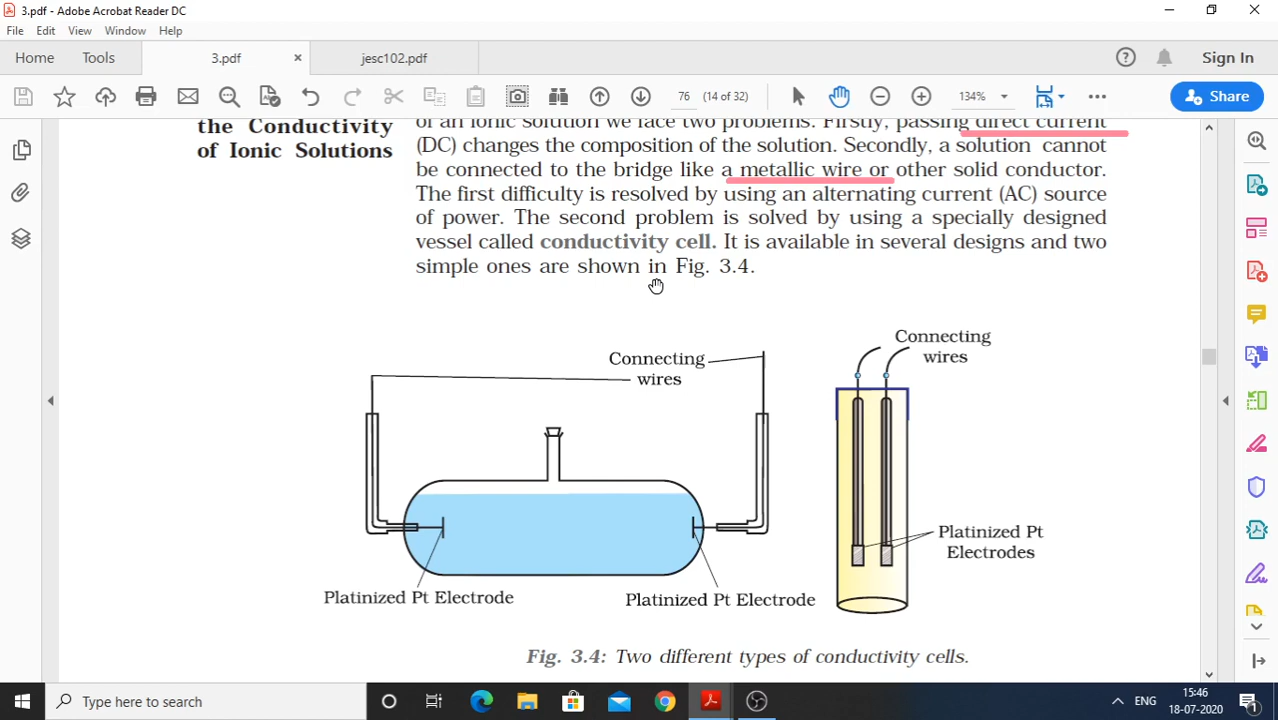 3.pdf - Adobe Acrobat Reader DC
File Edit View Window Help
Home Tools 3.pdf × jesc102.pdf Sign In
76 (14 of 32) 134% Share
the Conductivity
of Ionic Solutions
of an ionic solution we face two problems. Firstly, passing direct current
(DC) changes the composition of the solution. Secondly, a solution cannot
be connected to the bridge like a metallic wire or other solid conductor.
The first difficulty is resolved by using an alternating current (AC) source
of power. The second problem is solved by using a specially designed
vessel called conductivity cell. It is available in several designs and two
simple ones are shown in Fig. 3.4.
Connecting
wires
Connecting
wires
Platinized Pt
Electrodes
Platinized Pt Electrode
Platinized Pt Electrode
Fig. 3.4: Two different types of conductivity cells.
Type here to search
ENG
15:46
18-07-2020
1